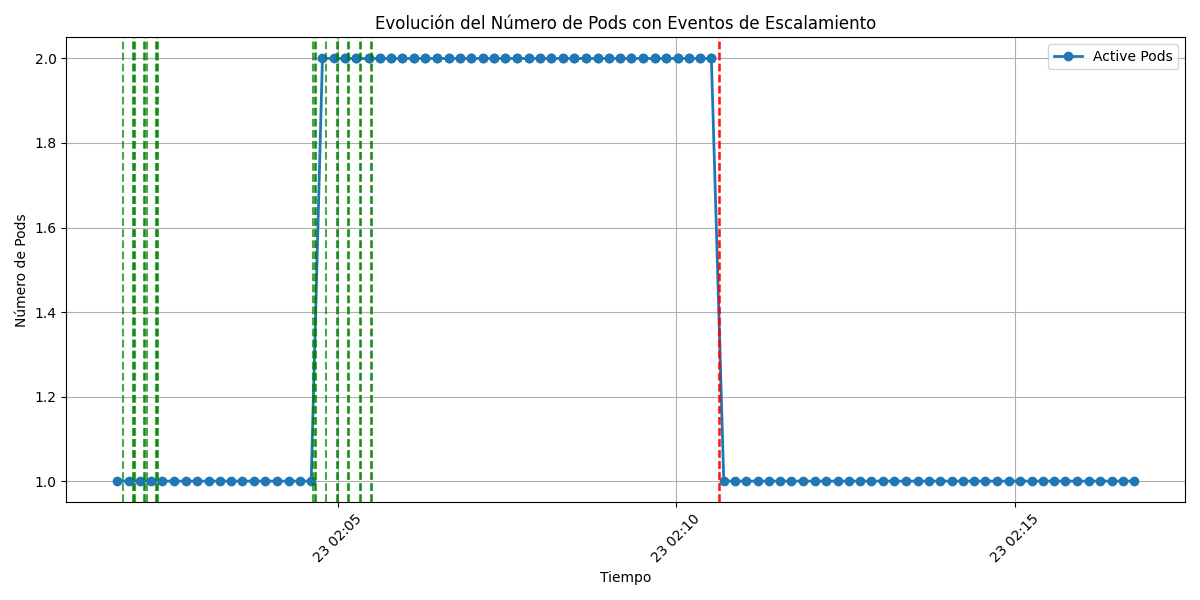 Evolución del Número de Pods con Eventos de Escalamiento
Active Pods
2.0
1.8
1.6
1.4
1.2
1.0
Número de Pods
23 02:05
23 02:10
23 02:15
Tiempo